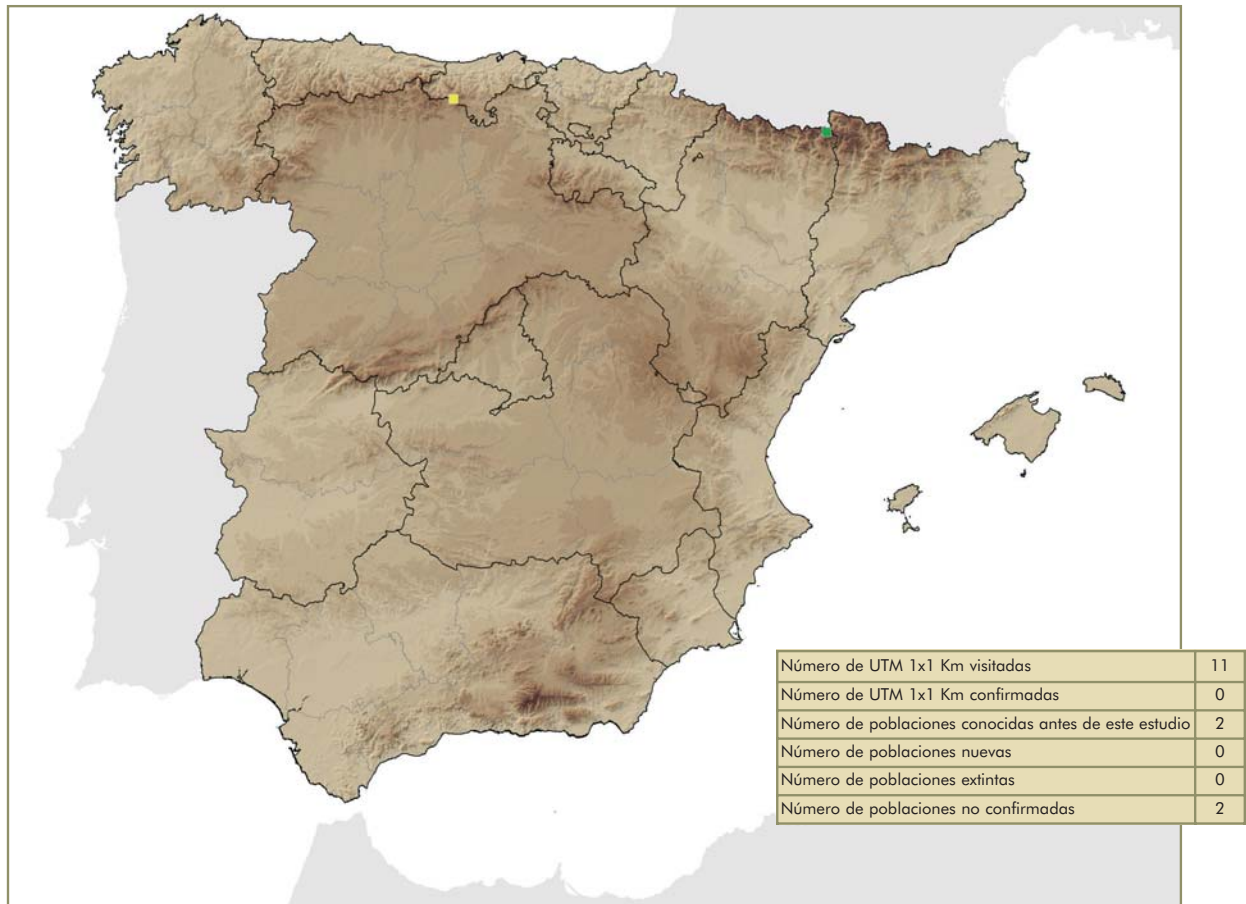 Número de UTM 1x1 Km visitadas 11
Número de UTM 1x1 Km confirmadas 0
Número de poblaciones conocidas antes de este estudio 2
Número de poblaciones nuevas 0
Número de poblaciones extintas 0
Número de poblaciones no confirmadas 2